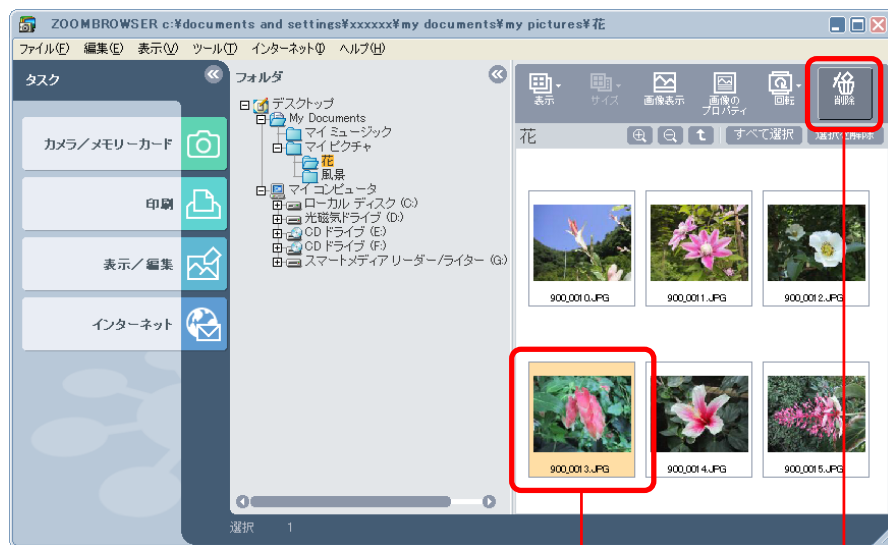 ZOOMBROWSER c:¥documents and settings¥xxxxxx¥my documents¥my pictures¥花
ファイル(F) 編集(E) 表示(V) ツール(T) インターネット(I) ヘルプ(H)
タスク
カメラ／メモリーカード
印刷
表示／編集
インターネット
フォルダ
デスクトップ
My Documents
マイ ミュージック
マイ ピクチャ
花
風景
マイ コンピュータ
ローカル ディスク (C:)
光磁気ドライブ (D:)
CD ドライブ (E:)
CD ドライブ (F:)
スマートメディア リーダー/ライター (G:)
表示 サイズ 画像表示 画像の 回転 削除
プロパティ
花 すべて選択 選択を解除
900_0010.JPG 900_0011.JPG 900_0012.JPG
900_0013.JPG 900_0014.JPG 900_0015.JPG
選択 1